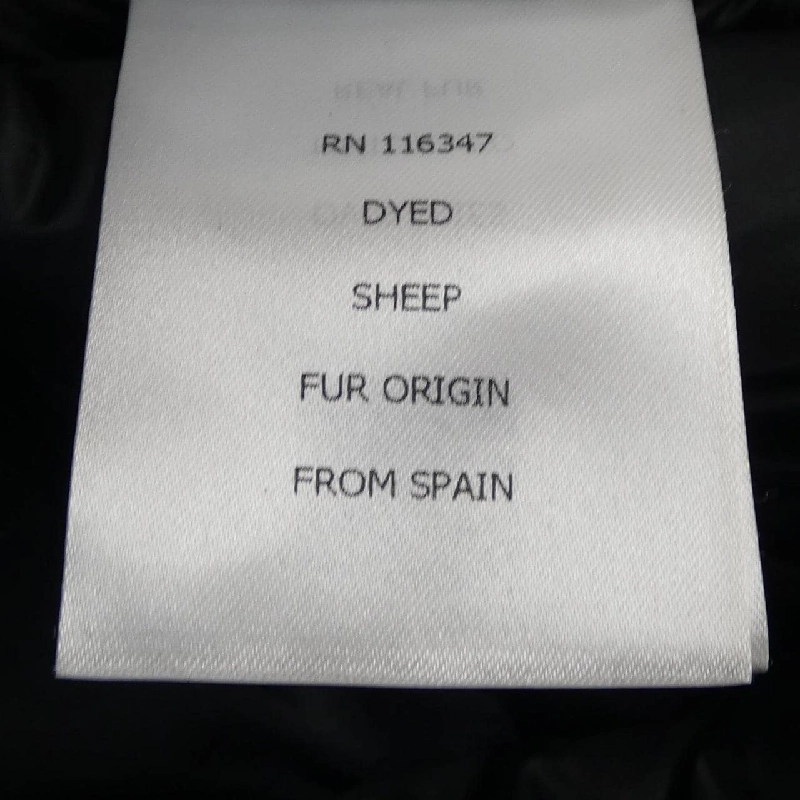 RN 116347
DYED
SHEEP
FUR ORIGIN
FROM SPAIN